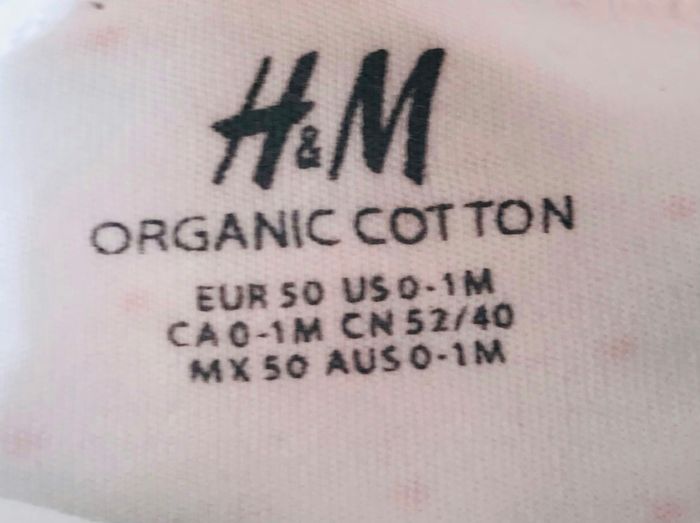 H&M
ORGANIC COTTON
EUR 50 US 0-1M
CA 0-1M CN 52/40
MX 50 AUS 0-1M